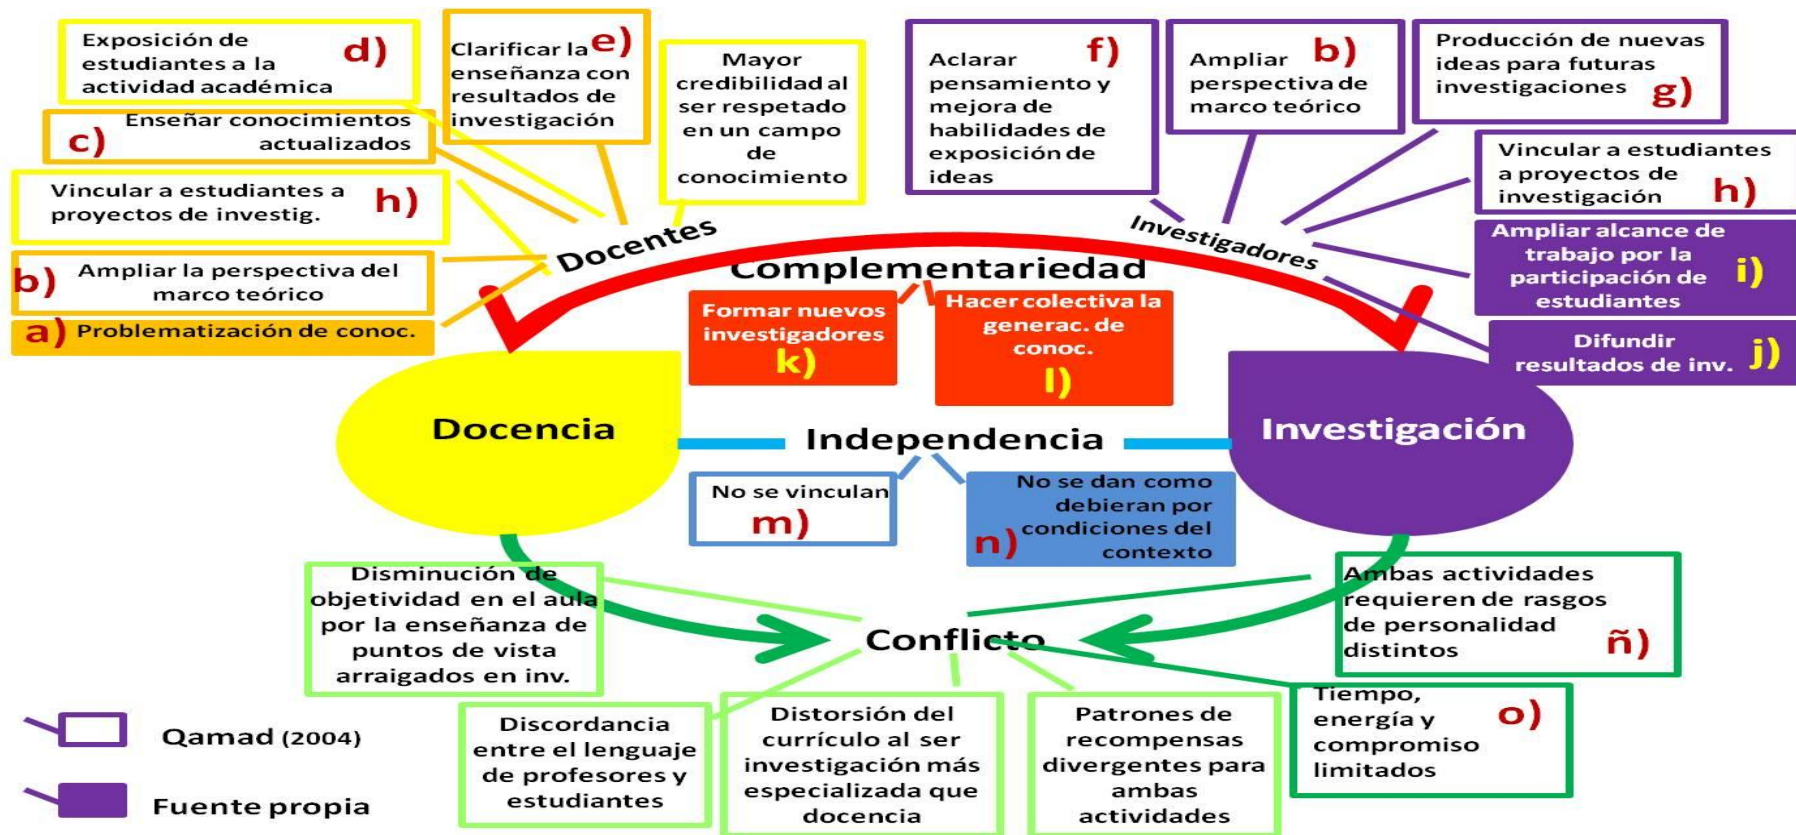 Exposición de
estudiantes a la
actividad académica
d)
Clarificar la
enseñanza con
resultados de
investigación
e)
Mayor
credibilidad al
ser respetado
en un campo
de
conocimiento
Aclarar
pensamiento y
mejora de
habilidades de
exposición de
ideas
f)
Ampliar
perspectiva de
marco teórico
b)
Producción de nuevas
ideas para futuras
investigaciones
g)
c)
Enseñar conocimientos
actualizados
Vincular a estudiantes a
proyectos de investig.
h)
Vincular a estudiantes
a proyectos de
investigación
h)
b)
Ampliar la perspectiva del
marco teórico
a)
Problematización de conoc.
Docentes
Investigadores
Ampliar alcance de
trabajo por la
participación de
estudiantes
i)
Difundir
resultados de inv.
j)
Complementariedad
Formar nuevos
investigadores
k)
Hacer colectiva la
generac. de
conoc.
l)
Docencia
Independencia
Investigación
No se vinculan
m)
No se dan como
debieran por
condiciones del
contexto
n)
Disminución de
objetividad en el aula
por la enseñanza de
puntos de vista
arraigados en inv.
Conflicto
Ambas actividades
requieren de rasgos
de personalidad
distintos
ñ)
Discordancia
entre el lenguaje
de profesores y
estudiantes
Distorsión del
currículo al ser
investigación más
especializada que
docencia
Patrones de
recompensas
divergentes para
ambas
actividades
Tiempo,
energía y
compromiso
limitados
o)
Qamad (2004)
Fuente propia